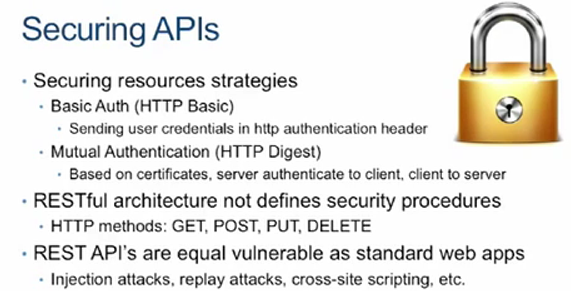 Securing APIs
• Securing resources strategies
• Basic Auth (HTTP Basic)
• Sending user credentials in http authentication header
• Mutual Authentication (HTTP Digest)
• Based on certificates, server authenticate to client, client to server
• RESTful architecture not defines security procedures
• HTTP methods: GET, POST, PUT, DELETE
• REST API's are equal vulnerable as standard web apps
• Injection attacks, replay attacks, cross-site scripting, etc.